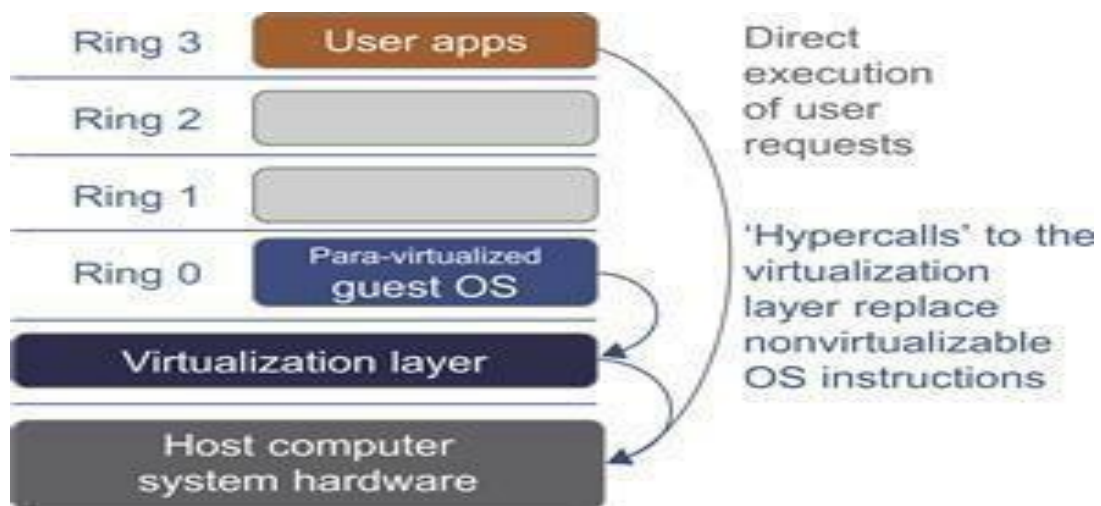 Ring 3
User apps
Direct
execution
of user
requests
Ring 2
Ring 1
Ring 0
Para-virtualized
guest OS
'Hypercalls' to the
virtualization
layer replace
nonvirtualizable
OS instructions
Virtualization layer
Host computer
system hardware